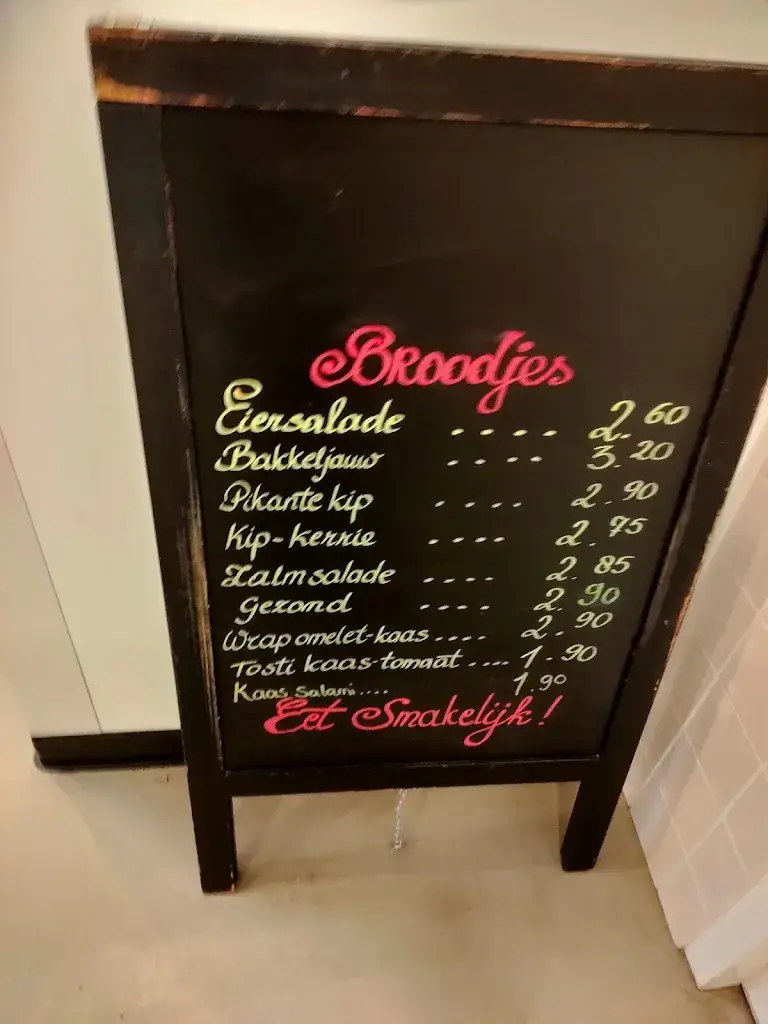 Broodjes
Eiersalade .... 2.60
Bakkeljauw .... 3.20
Pikante kip .... 2.90
Kip-kerrie .... 2.75
Zalmsalade .... 2.85
gezond .... 2.90
Wrap omelet-kaas .... 2.90
Tosti kaas-tomaat .... 1.90
Kaas Salami .... 1.90
Eet Smakelijk!